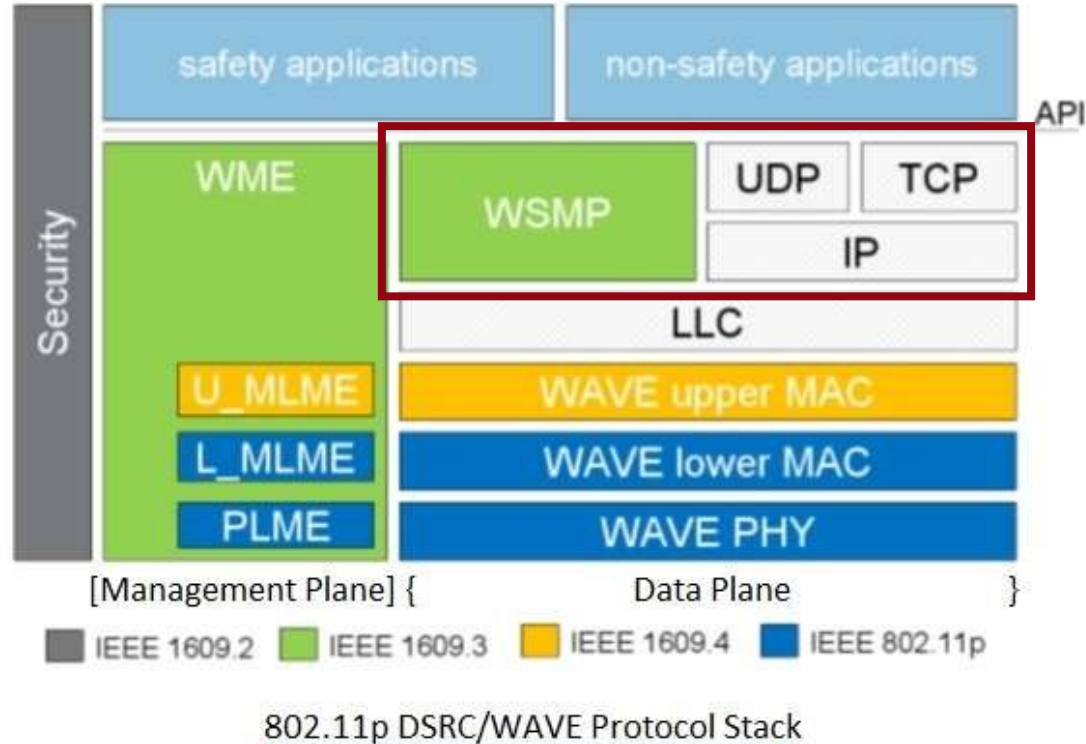 safety applications
non-safety applications
API
Security
WME
WSMP
UDP
TCP
IP
LLC
U_MLME
WAVE upper MAC
L_MLME
WAVE lower MAC
PLME
WAVE PHY
[Management Plane] { Data Plane }
IEEE 1609.2 IEEE 1609.3 IEEE 1609.4 IEEE 802.11p
802.11p DSRC/WAVE Protocol Stack